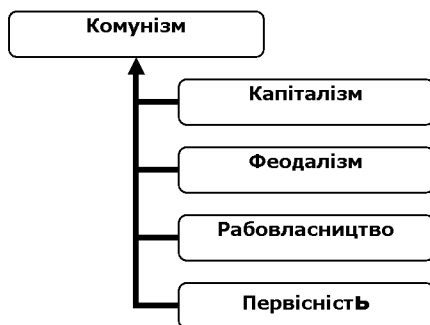 Комунізм
Капіталізм
Феодалізм
Рабовласництво
Первісність